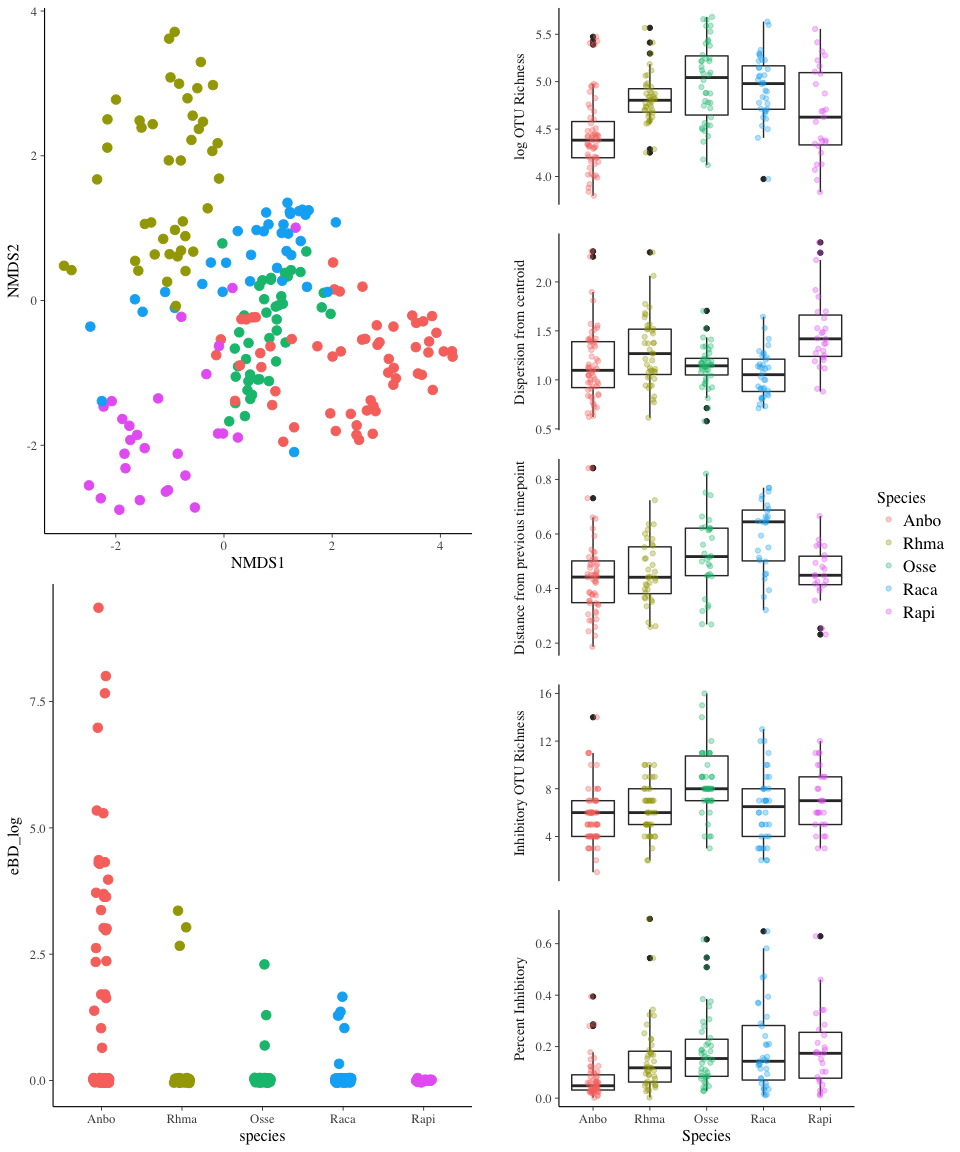 4
2
0
-2
NMDS2
-2
0
2
4
NMDS1
7.5
5.0
2.5
0.0
eBD_log
Anbo Rhma Osse Raca Rapi
species
5.5
5.0
4.5
4.0
log OTU Richness
2.0
1.5
1.0
0.5
Dispersion from centroid
0.8
0.6
0.4
0.2
Distance from previous timepoint
16
12
8
4
Inhibitory OTU Richness
0.6
0.4
0.2
0.0
Percent Inhibitory
Anbo Rhma Osse Raca Rapi
Species
Species
Anbo
Rhma
Osse
Raca
Rapi